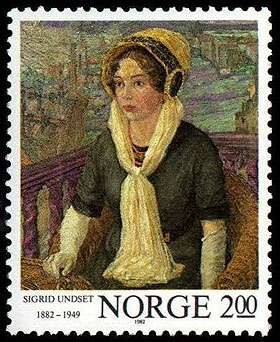 SIGRID UNDSET
1882 – 1949
NORGE 2.00
1982